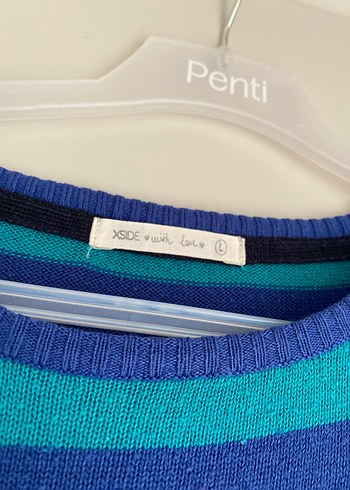 Penti
XSIDE ♥ with love ♥ L